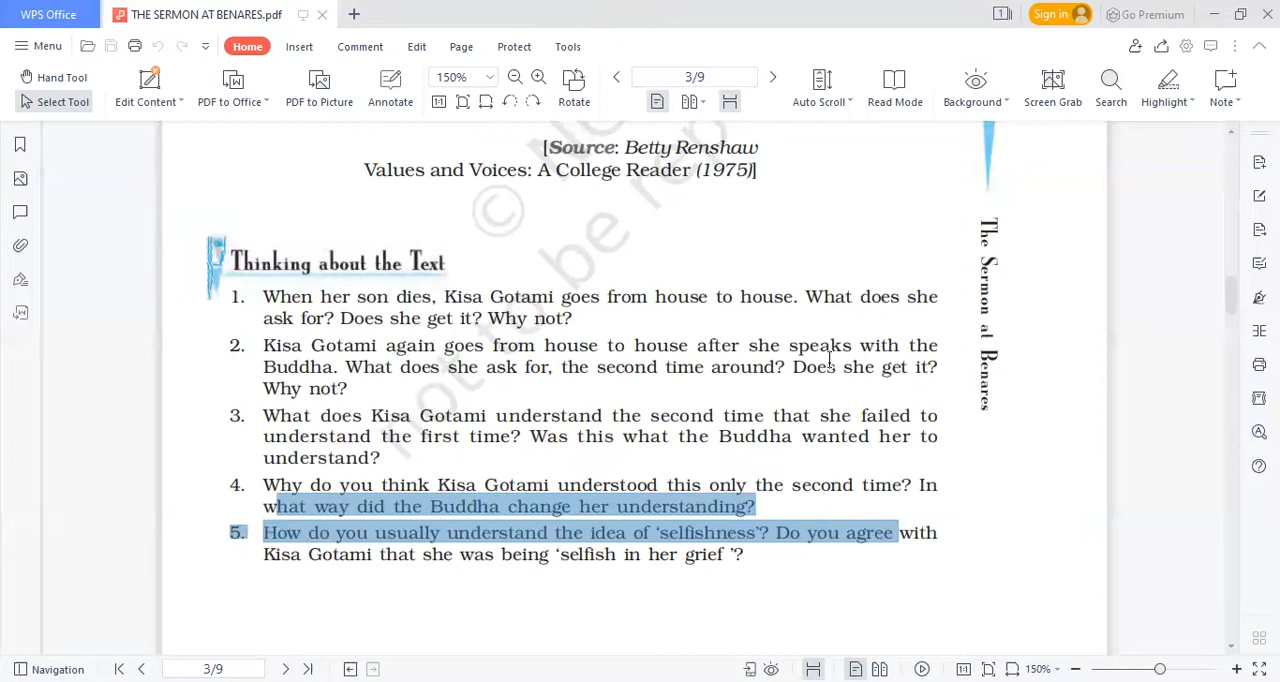 WPS Office
THE SERMON AT BENARES.pdf
Sign in
Go Premium
Menu
Home
Insert
Comment
Edit
Page
Protect
Tools
Hand Tool
Select Tool
Edit Content
PDF to Office
PDF to Picture
Annotate
150%
Rotate
3/9
Auto Scroll
Read Mode
Background
Screen Grab
Search
Highlight
Note
[Source: Betty Renshaw
Values and Voices: A College Reader (1975)]
©
not to be rep
The Sermon at Benares
Thinking about the Text
1. When her son dies, Kisa Gotami goes from house to house. What does she
ask for? Does she get it? Why not?
2. Kisa Gotami again goes from house to house after she speaks with the
Buddha. What does she ask for, the second time around? Does she get it?
Why not?
3. What does Kisa Gotami understand the second time that she failed to
understand the first time? Was this what the Buddha wanted her to
understand?
4. Why do you think Kisa Gotami understood this only the second time? In
what way did the Buddha change her understanding?
5. How do you usually understand the idea of ‘selfishness’? Do you agree with
Kisa Gotami that she was being ‘selfish in her grief ’?
Navigation
3/9
150%